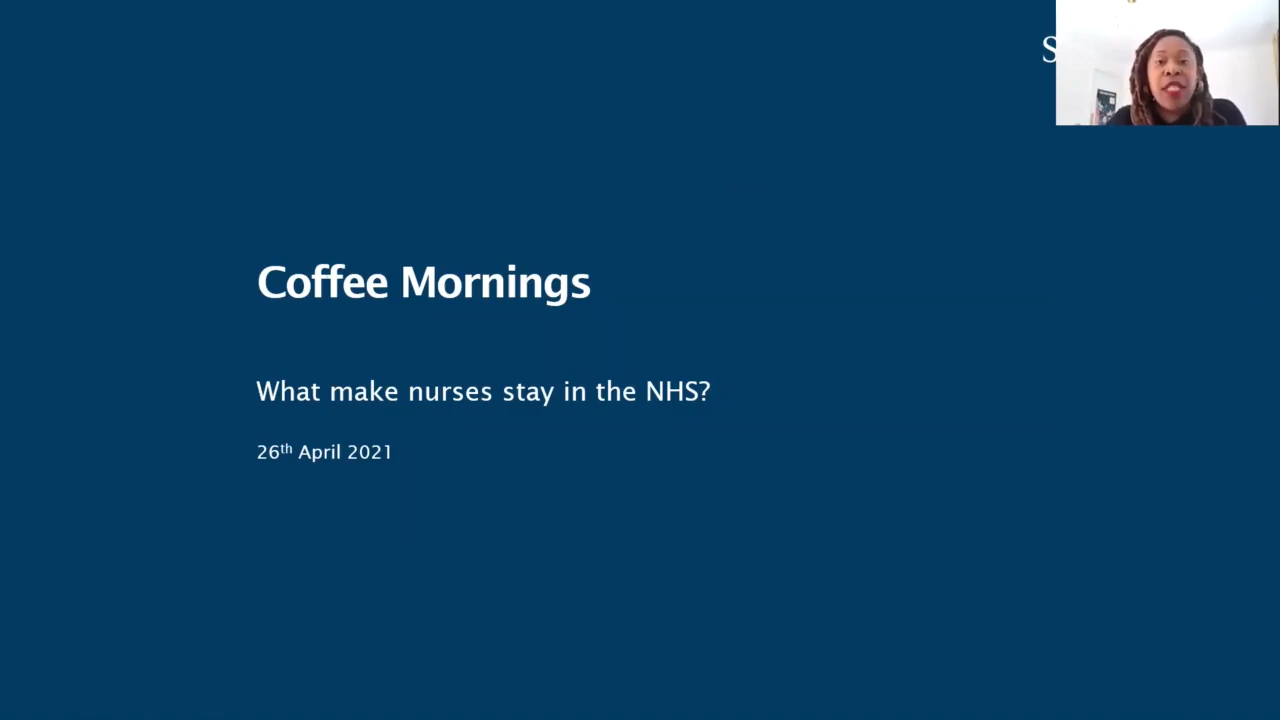 S
Coffee Mornings
What make nurses stay in the NHS?
26th April 2021